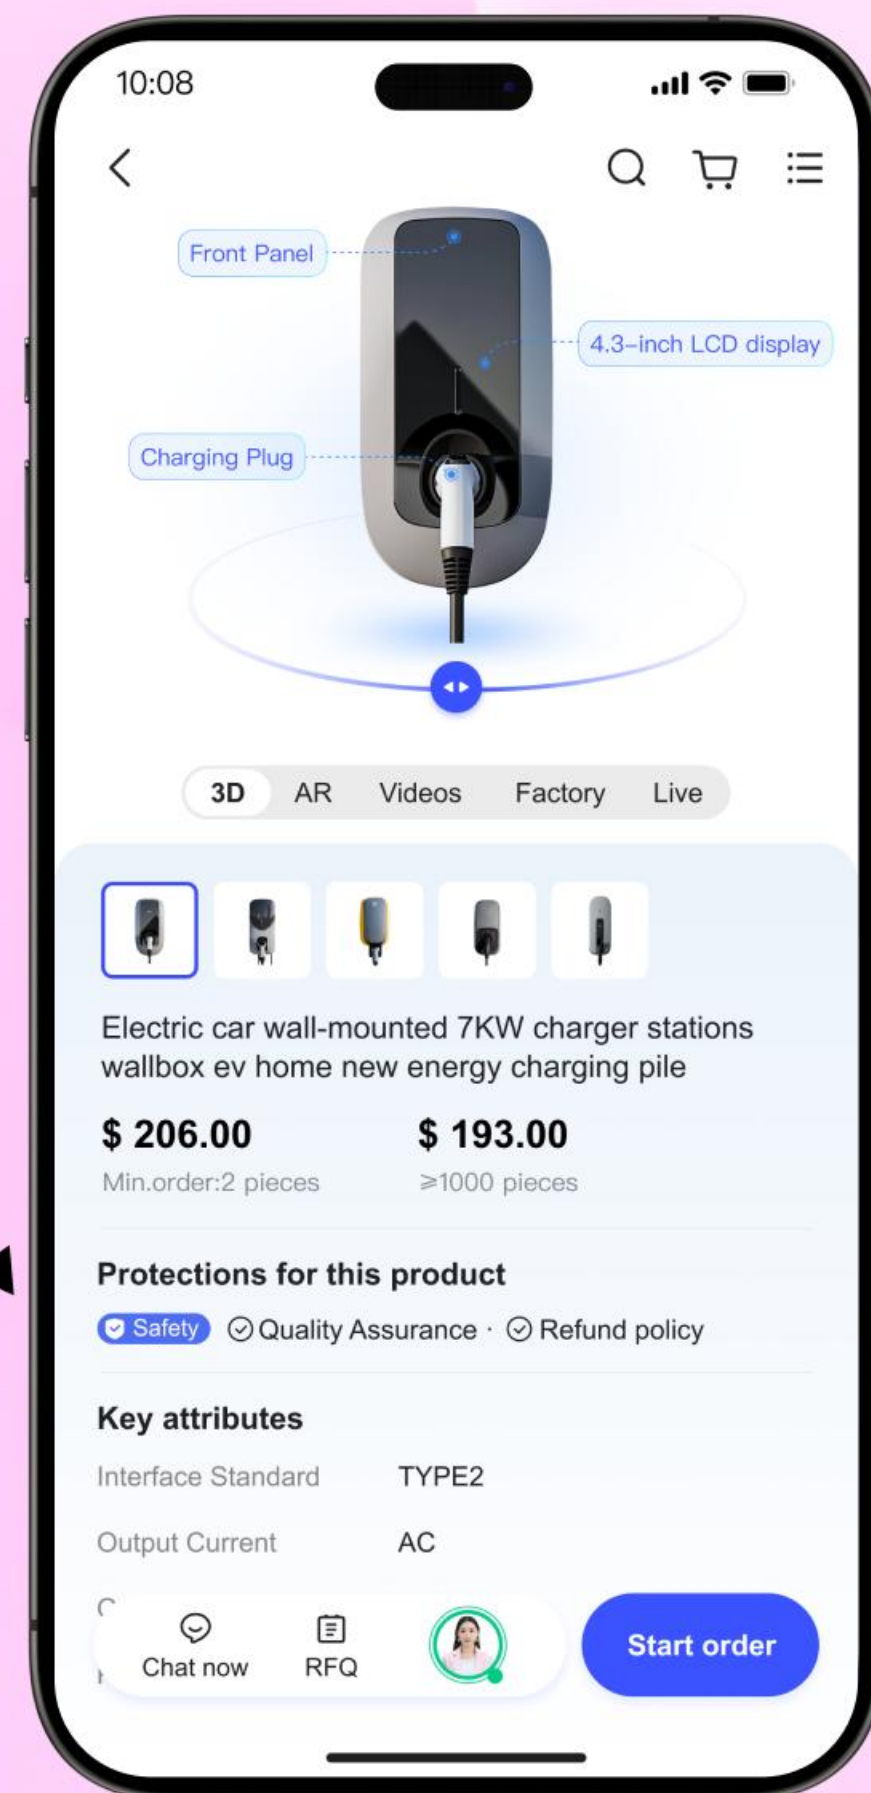 10:08
Front Panel
4.3-inch LCD display
Charging Plug
3D AR Videos Factory Live
Electric car wall-mounted 7KW charger stations
wallbox ev home new energy charging pile
$ 206.00 $ 193.00
Min.order:2 pieces ≥1000 pieces
Protections for this product
Safety Quality Assurance · Refund policy
Key attributes
Interface Standard TYPE2
Output Current AC
Chat now RFQ Start order